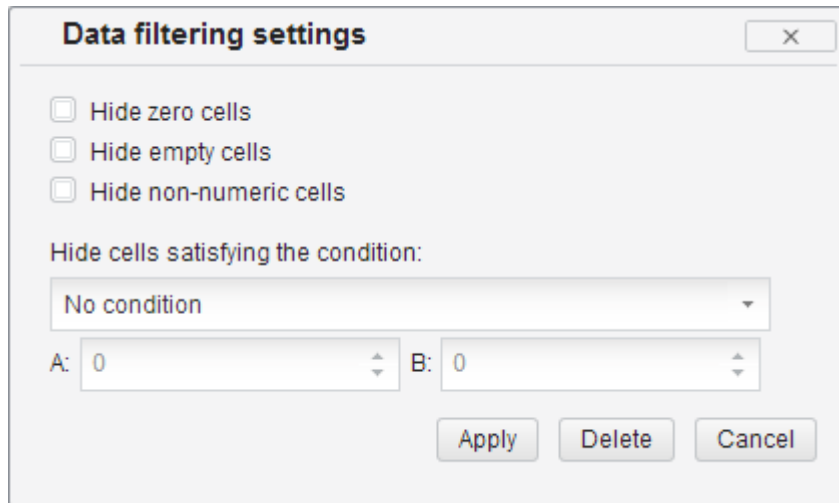 Data filtering settings
Hide zero cells
Hide empty cells
Hide non-numeric cells
Hide cells satisfying the condition:
No condition
A: 0 B: 0
Apply Delete Cancel